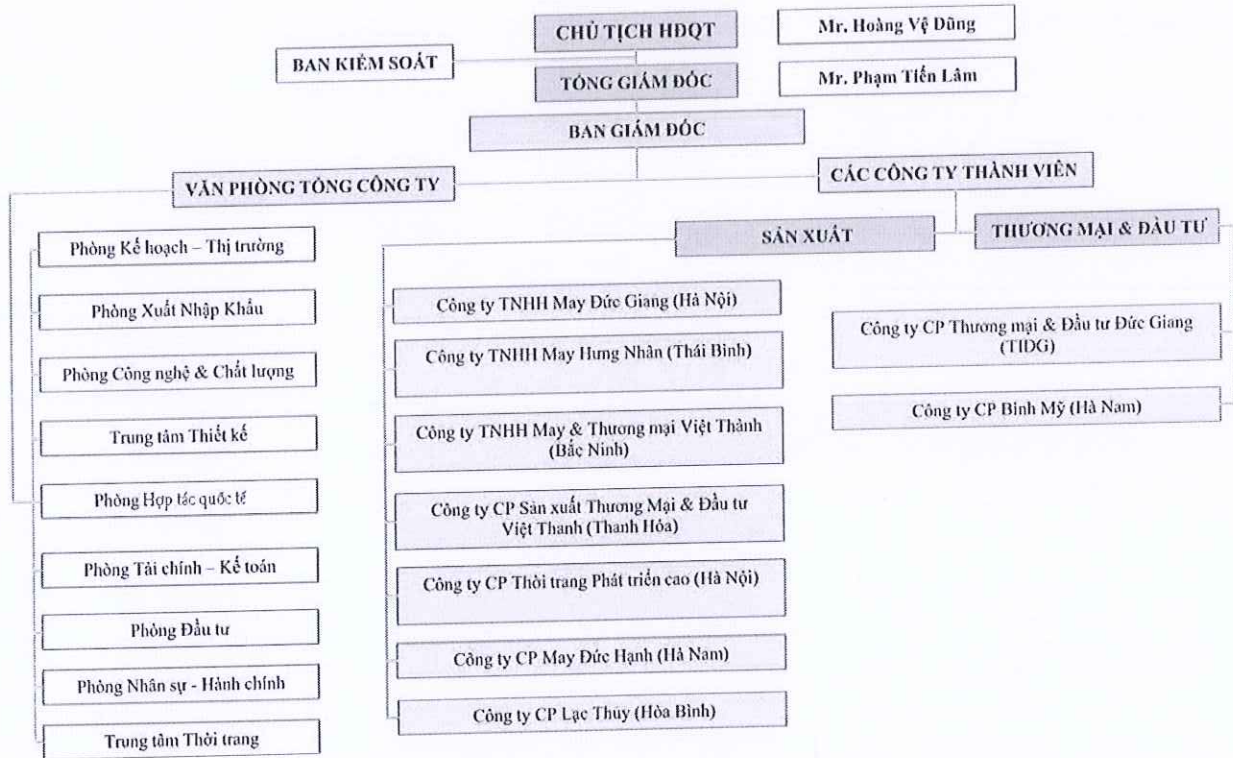 CHỦ TỊCH HĐQT
Mr. Hoàng Vệ Dũng
BAN KIỂM SOÁT
TỔNG GIÁM ĐỐC
Mr. Phạm Tiến Lâm
BAN GIÁM ĐỐC
VĂN PHÒNG TỔNG CÔNG TY
CÁC CÔNG TY THÀNH VIÊN
SẢN XUẤT
THƯƠNG MẠI & ĐẦU TƯ
Phòng Kế hoạch – Thị trường
Phòng Xuất Nhập Khẩu
Phòng Công nghệ & Chất lượng
Trung tâm Thiết kế
Phòng Hợp tác quốc tế
Phòng Tài chính – Kế toán
Phòng Đầu tư
Phòng Nhân sự - Hành chính
Trung tâm Thời trang
Công ty TNHH May Đức Giang (Hà Nội)
Công ty TNHH May Hưng Nhân (Thái Bình)
Công ty TNHH May & Thương mại Việt Thành
(Bắc Ninh)
Công ty CP Sản xuất Thương Mại & Đầu tư
Việt Thanh (Thanh Hóa)
Công ty CP Thời trang Phát triển cao (Hà Nội)
Công ty CP May Đức Hạnh (Hà Nam)
Công ty CP Lạc Thủy (Hòa Bình)
Công ty CP Thương mại & Đầu tư Đức Giang
(TIDG)
Công ty CP Bình Mỹ (Hà Nam)